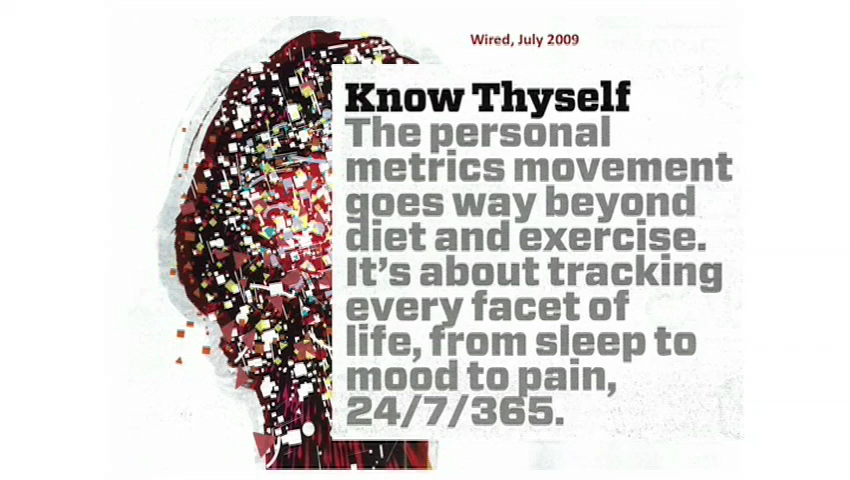 Wired, July 2009
Know Thyself
The personal
metrics movement
goes way beyond
diet and exercise.
It's about tracking
every facet of
life, from sleep to
mood to pain,
24/7/365.